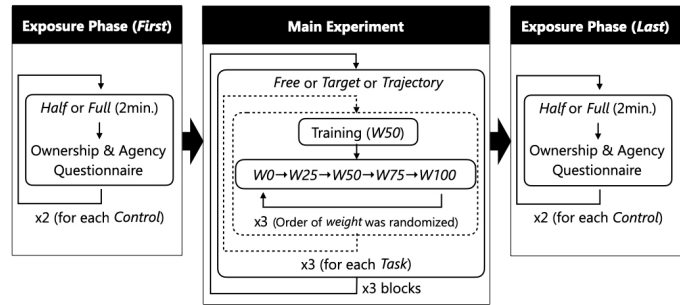 Exposure Phase (First)
Half or Full (2min.)
Ownership & Agency
Questionnaire
x2 (for each Control)
Main Experiment
Free or Target or Trajectory
Training (W50)
W0→W25→W50→W75→W100
x3 (Order of weight was randomized)
x3 (for each Task)
x3 blocks
Exposure Phase (Last)
Half or Full (2min.)
Ownership & Agency
Questionnaire
x2 (for each Control)